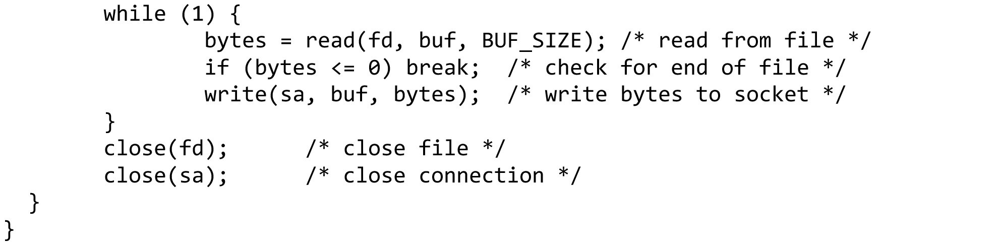 while (1) {
bytes = read(fd, buf, BUF_SIZE); /* read from file */
if (bytes <= 0) break;  /* check for end of file */
write(sa, buf, bytes);  /* write bytes to socket */
}
close(fd);      /* close file */
close(sa);      /* close connection */
}
}